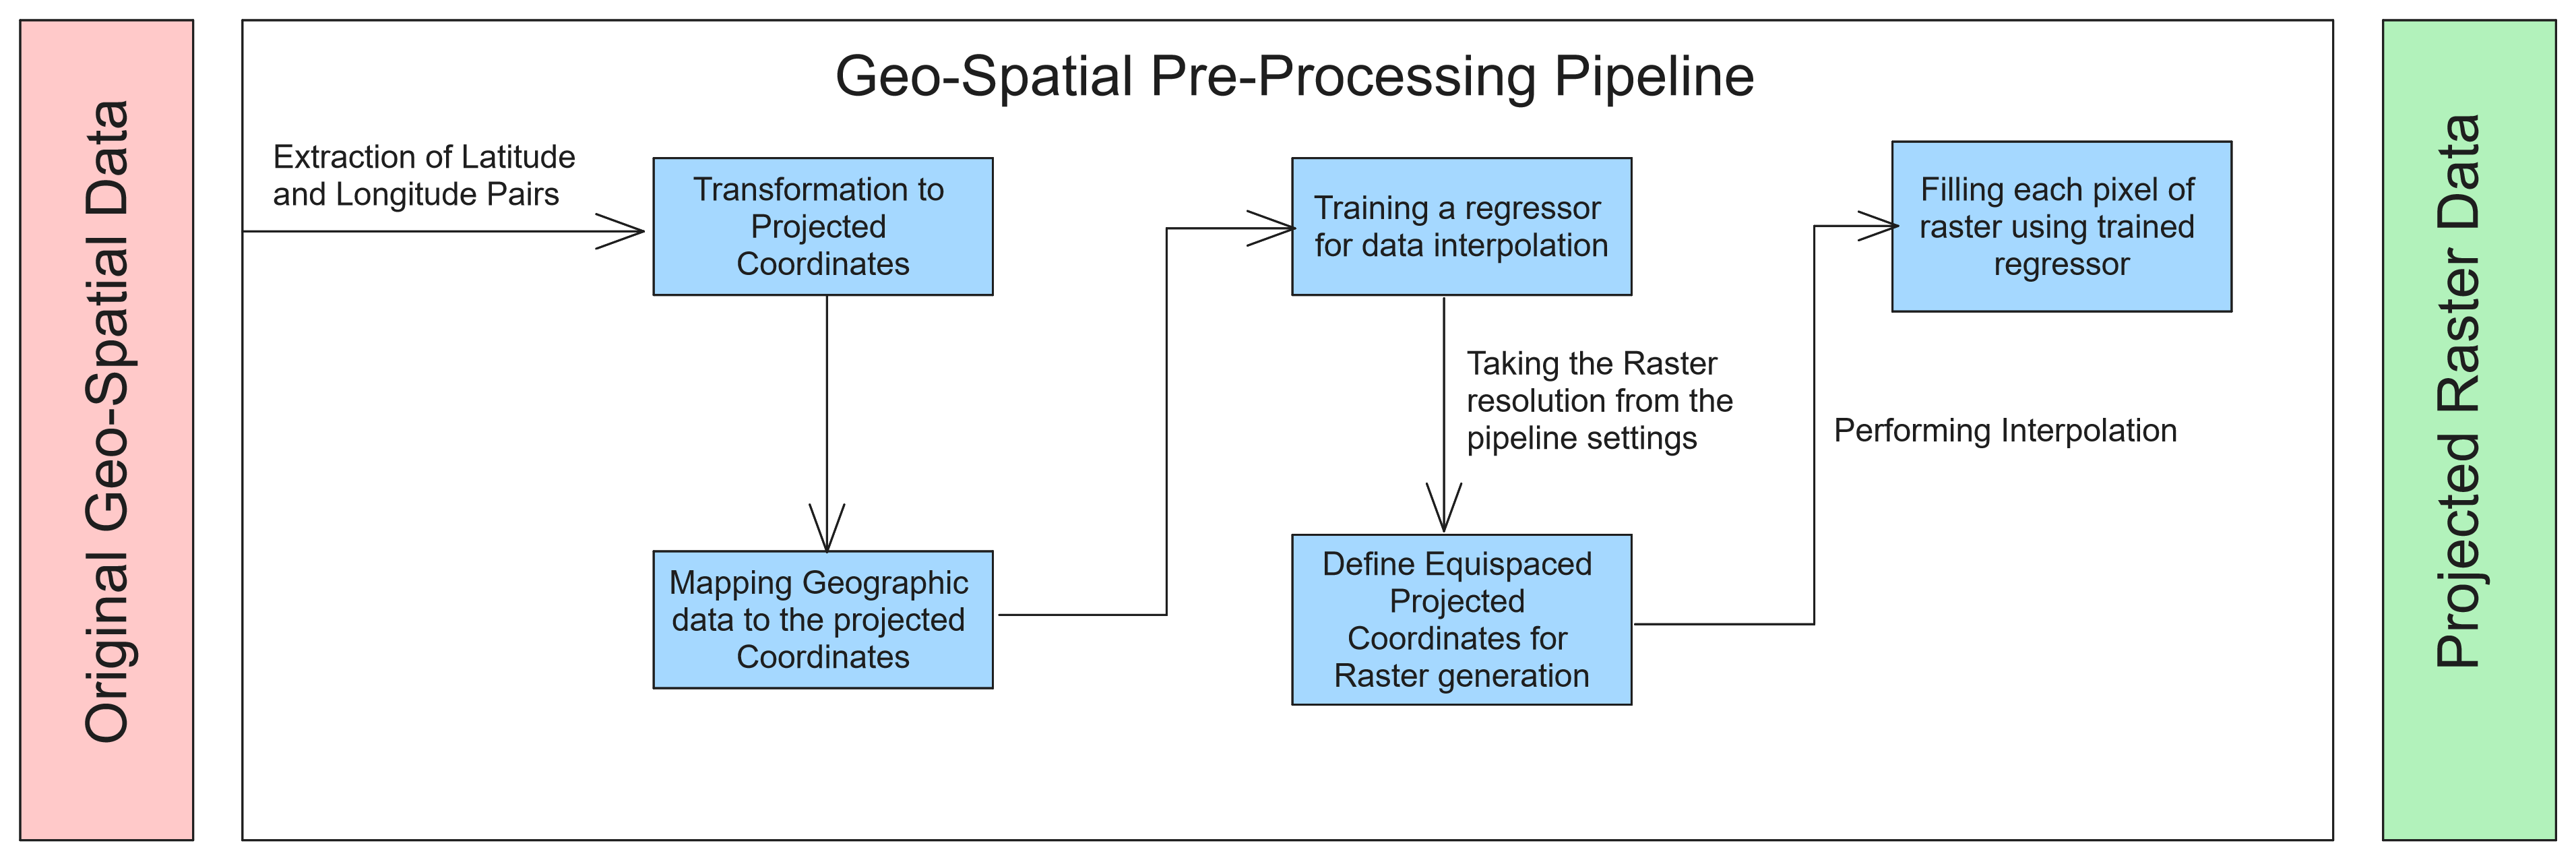 Original Geo-Spatial Data
Geo-Spatial Pre-Processing Pipeline
Extraction of Latitude
and Longitude Pairs
Transformation to
Projected
Coordinates
Mapping Geographic
data to the projected
Coordinates
Training a regressor
for data interpolation
Taking the Raster
resolution from the
pipeline settings
Define Equispaced
Projected
Coordinates for
Raster generation
Performing Interpolation
Filling each pixel of
raster using trained
regressor
Projected Raster Data